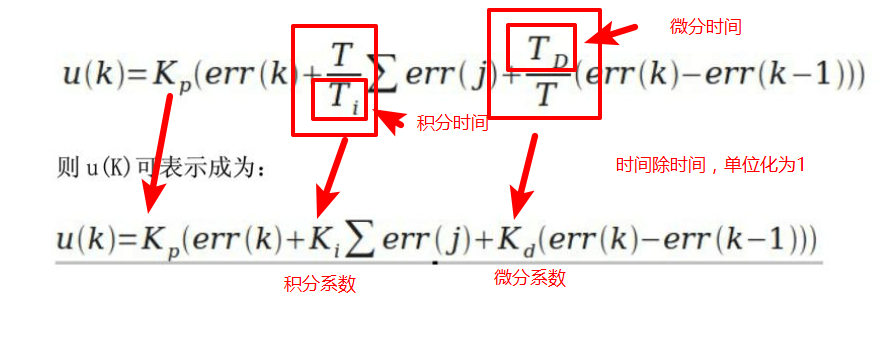 微分时间
u(k)=K_p(err(k)+\frac{T}{T_i}∑err(j)+\frac{T_D}{T}(err(k)−err(k−1)))
积分时间
则 u(K)可表示成为：
时间除时间，单位化为1
u(k)=K_p(err(k)+K_i∑err(j)+K_d(err(k)−err(k−1)))
积分系数
微分系数